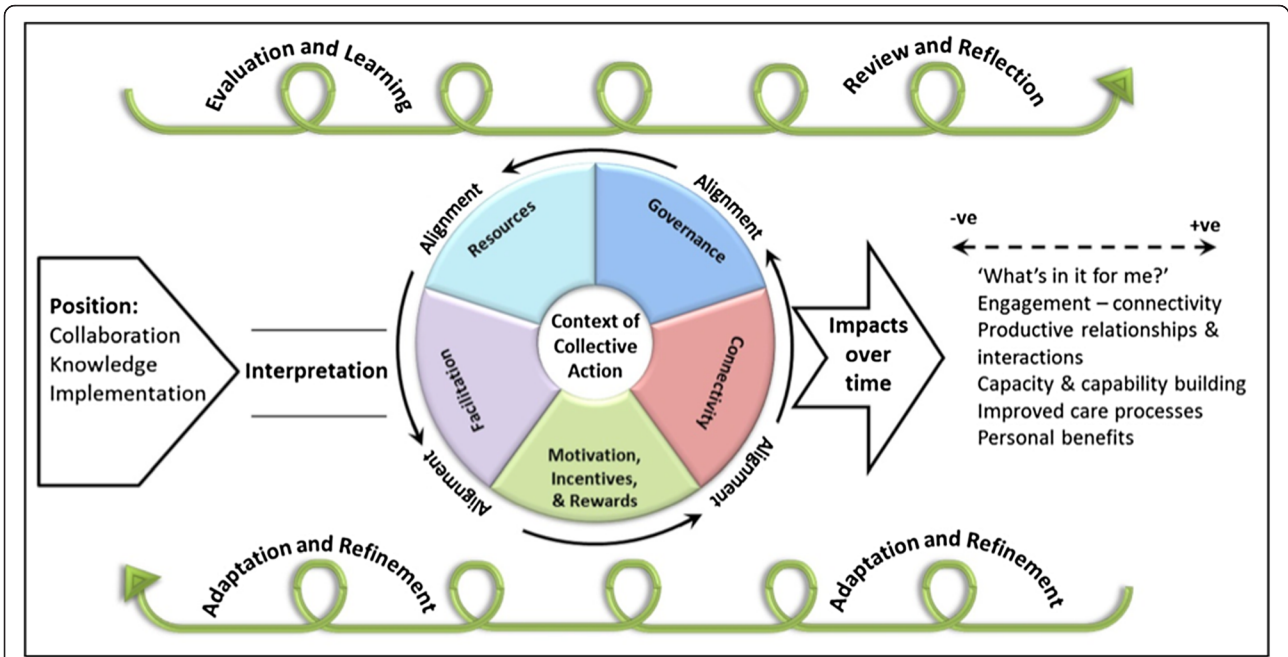 Evaluation and Learning
Review and Reflection
Alignment
Alignment
Resources
Governance
-ve
+ve
Position:
Collaboration
Knowledge
Implementation
Interpretation
Context of
Collective
Action
Facilitation
Connectivity
Motivation,
Incentives,
& Rewards
Alignment
Alignment
Impacts
over
time
‘What’s in it for me?’
Engagement – connectivity
Productive relationships &
interactions
Capacity & capability building
Improved care processes
Personal benefits
Adaptation and Refinement
Adaptation and Refinement